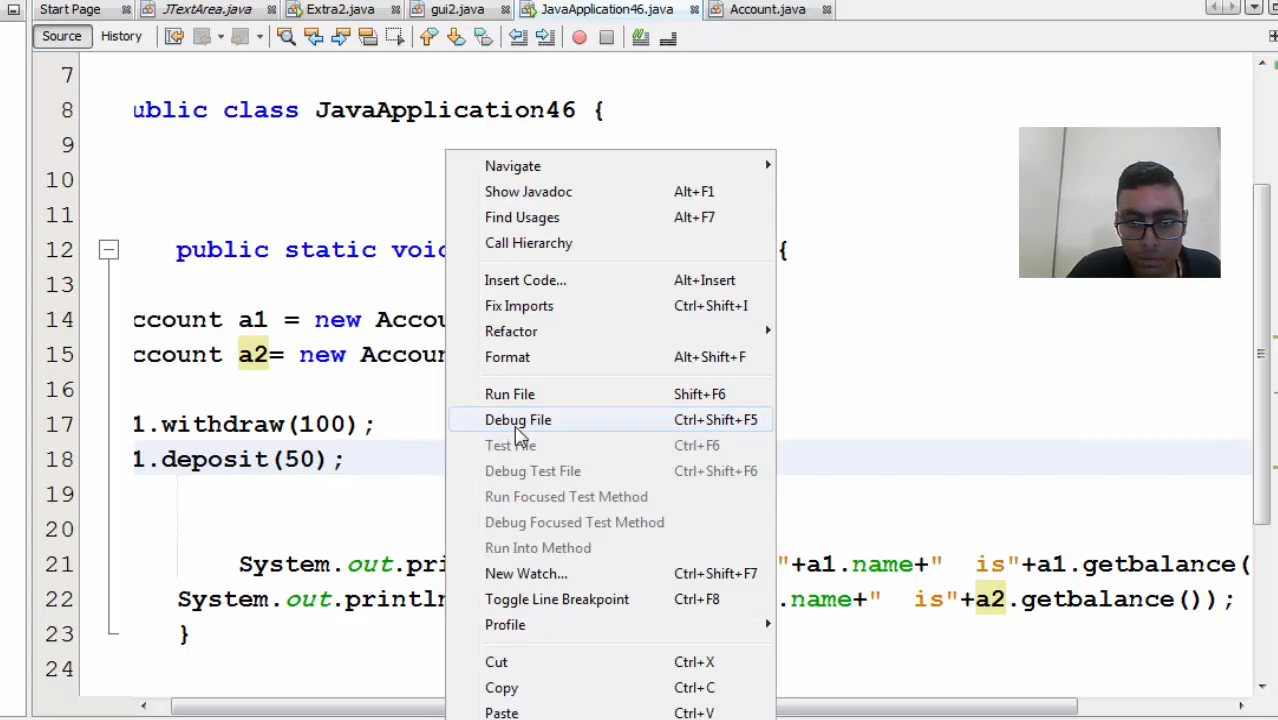 Start Page JTextArea.java Extra2.java gui2.java JavaApplication46.java Account.java
Source History
7
8 ublic class JavaApplication46 {
9
10
11
12 public static voi {
13
14 ccount a1 = new Accou
15 ccount a2= new Accoun
16
17 1.withdraw(100);
18 1.deposit(50);
19
20
21 System.out.pri "+a1.name+" is"+a1.getbalance(
22 System.out.println .name+" is"+a2.getbalance());
23 }
24
Navigate
Show Javadoc Alt+F1
Find Usages Alt+F7
Call Hierarchy
Insert Code... Alt+Insert
Fix Imports Ctrl+Shift+I
Refactor
Format Alt+Shift+F
Run File Shift+F6
Debug File Ctrl+Shift+F5
Test File Ctrl+F6
Debug Test File Ctrl+Shift+F6
Run Focused Test Method
Debug Focused Test Method
Run Into Method
New Watch... Ctrl+Shift+F7
Toggle Line Breakpoint Ctrl+F8
Profile
Cut Ctrl+X
Copy Ctrl+C
Paste Ctrl+V